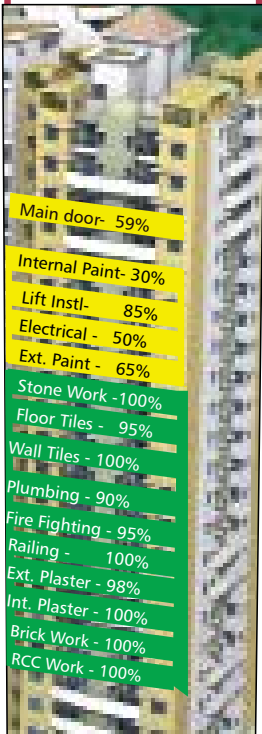 Main door- 59%
Internal Paint- 30%
Lift Instl- 85%
Electrical - 50%
Ext. Paint - 65%
Stone Work -100%
Floor Tiles - 95%
Wall Tiles - 100%
Plumbing - 90%
Fire Fighting - 95%
Railing - 100%
Ext. Plaster - 98%
Int. Plaster - 100%
Brick Work - 100%
RCC Work - 100%